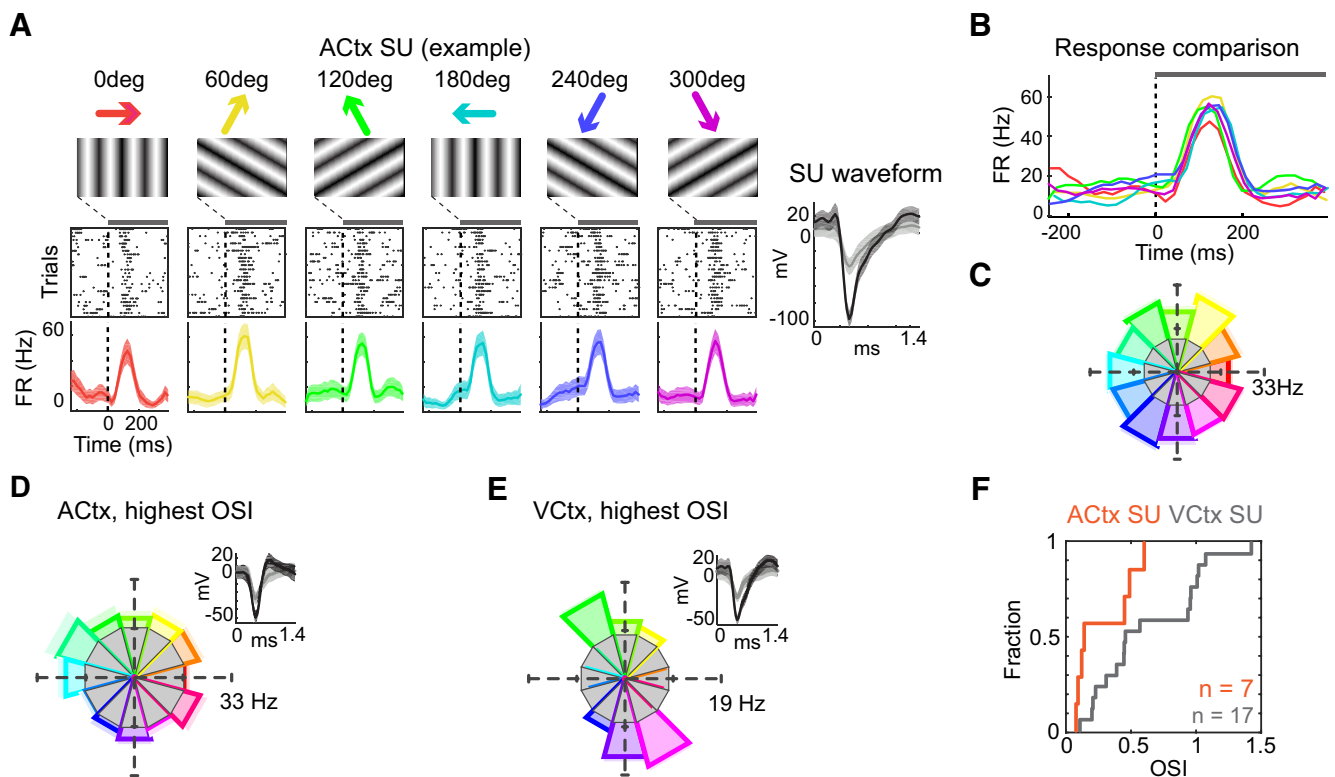 A
ACtx SU (example)
0deg 60deg 120deg 180deg 240deg 300deg
SU waveform
20
0
mV
-100
ms 1.4
Trials
60
FR (Hz)
0
0 200
Time (ms)
B
Response comparison
60
40
20
0
FR (Hz)
-200 0 200
Time (ms)
C
33Hz
D
ACtx, highest OSI
20
0
mV
-50
0 ms 1.4
33 Hz
E
VCtx, highest OSI
20
0
mV
-50
0 ms 1.4
19 Hz
F
ACtx SU VCtx SU
1
0.5
0
Fraction
n = 7
n = 17
0 0.5 1 1.5
OSI